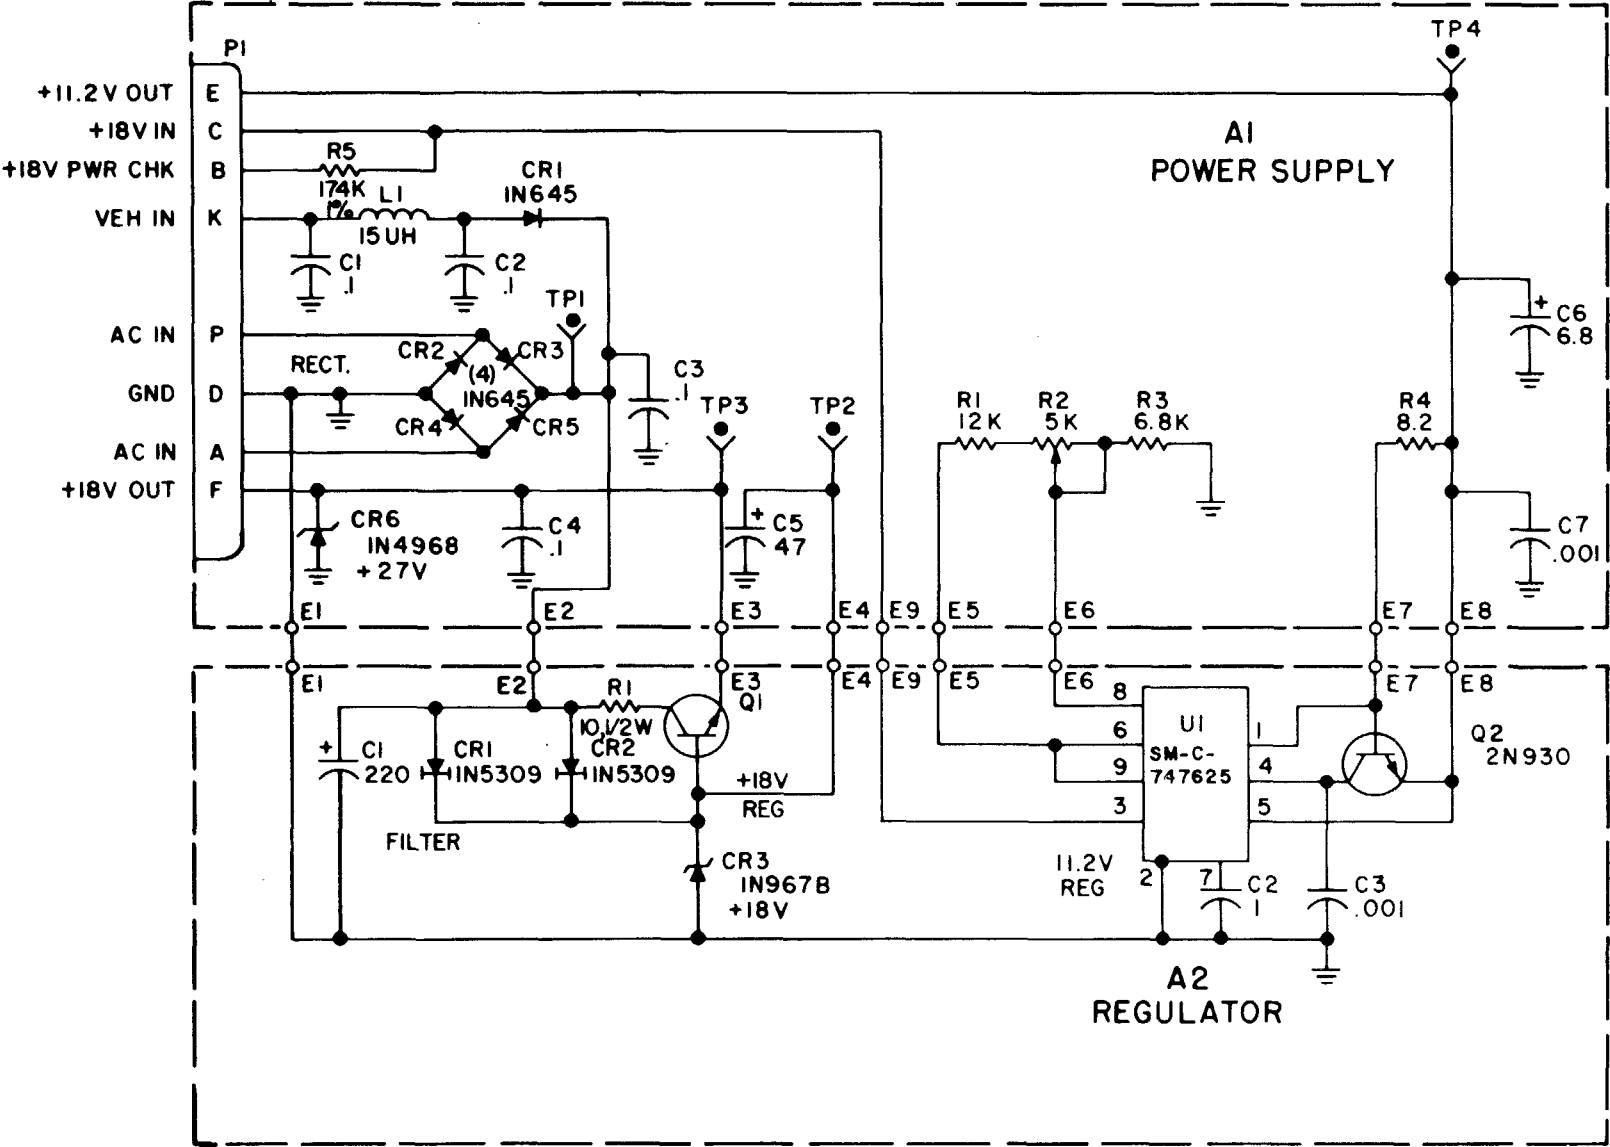 P1
TP4
+11.2V OUT E
+18V IN C
+18V PWR CHK B
R5
174K
1%
A1
POWER SUPPLY
VEH IN K
L1
15UH
CR1
1N645
C1
.1
C2
.1
TP1
AC IN P
RECT.
CR2
CR3
(4)
1N645
CR4
CR5
C3
.1
GND D
AC IN A
+18V OUT F
TP3
TP2
R1
12K
R2
5K
R3
6.8K
R4
8.2
+
C6
6.8
CR6
1N4968
+27V
C4
.1
+
C5
47
C7
.001
E1 E2 E3 E4 E9 E5 E6 E7 E8
E1 E2 E3 E4 E9 E5 E6 E7 E8
R1
10,1/2W
Q1
+
C1
220
CR1
1N5309
CR2
1N5309
+18V
REG
FILTER
CR3
1N967B
+18V
8
6
9
3
U1
SM-C-
747625
1
4
5
Q2
2N930
11.2V
REG
2
7
C2
1
C3
.001
A2
REGULATOR